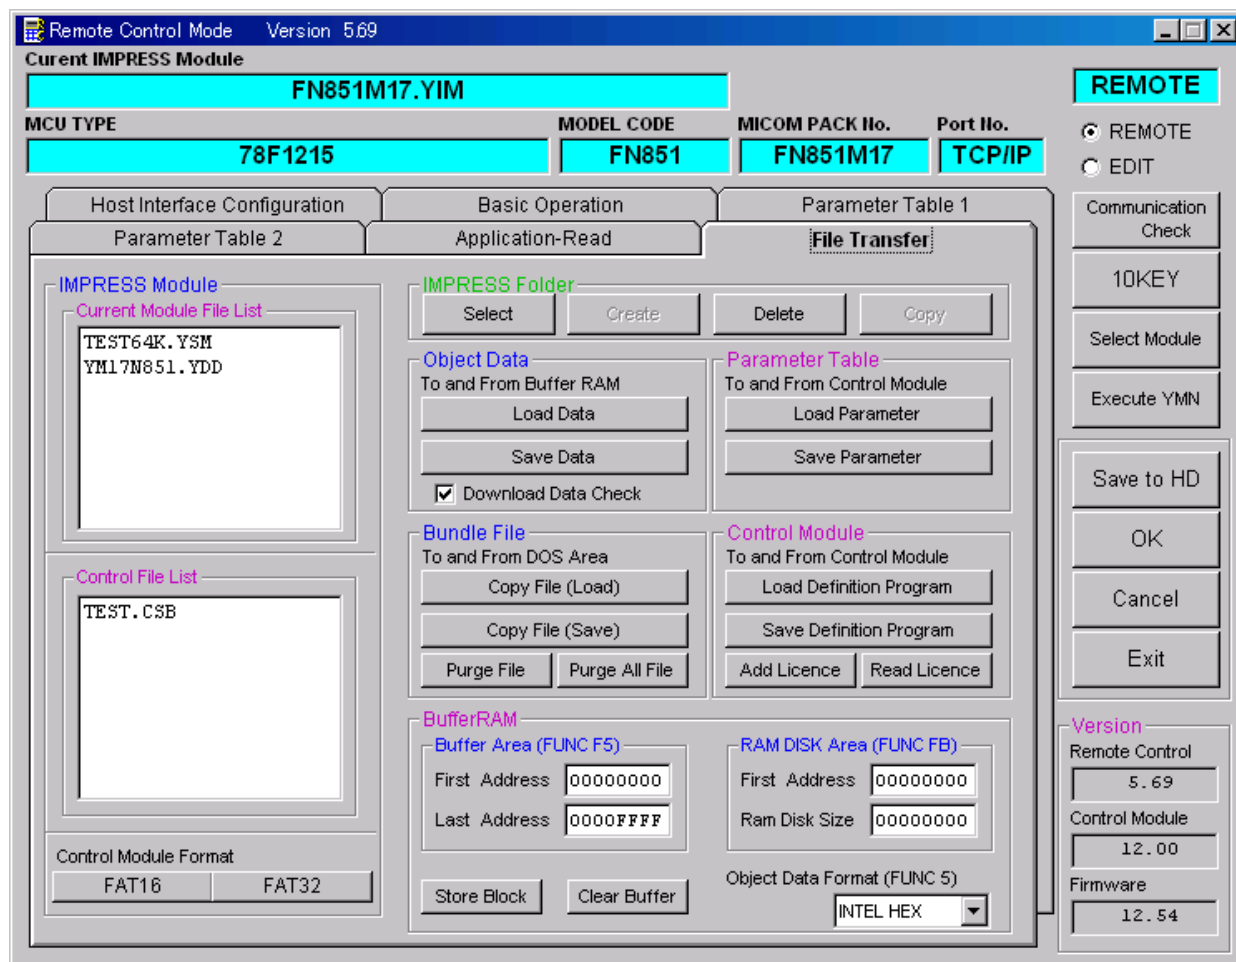 Remote Control Mode Version 5.69
Curent IMPRESS Module
FN851M17.YIM
REMOTE
MCU TYPE
MODEL CODE
MICOM PACK No.
Port No.
78F1215
FN851
FN851M17
TCP/IP
REMOTE
EDIT
Host Interface Configuration
Basic Operation
Parameter Table 1
Parameter Table 2
Application-Read
File Transfer
IMPRESS Module
Current Module File List
TEST64K.YSM
YM17N851.YDD
Control File List
TEST.CSB
Control Module Format
FAT16
FAT32
IMPRESS Folder
Select
Create
Delete
Copy
Object Data
To and From Buffer RAM
Load Data
Save Data
Download Data Check
Parameter Table
To and From Control Module
Load Parameter
Save Parameter
Bundle File
To and From DOS Area
Copy File (Load)
Copy File (Save)
Purge File
Purge All File
Control Module
To and From Control Module
Load Definition Program
Save Definition Program
Add Licence
Read Licence
BufferRAM
Buffer Area (FUNC F5)
First Address 00000000
Last Address 0000FFFF
RAM DISK Area (FUNC FB)
First Address 00000000
Ram Disk Size 00000000
Store Block
Clear Buffer
Object Data Format (FUNC 5)
INTEL HEX
Communication
Check
10KEY
Select Module
Execute YMN
Save to HD
OK
Cancel
Exit
Version
Remote Control
5.69
Control Module
12.00
Firmware
12.54